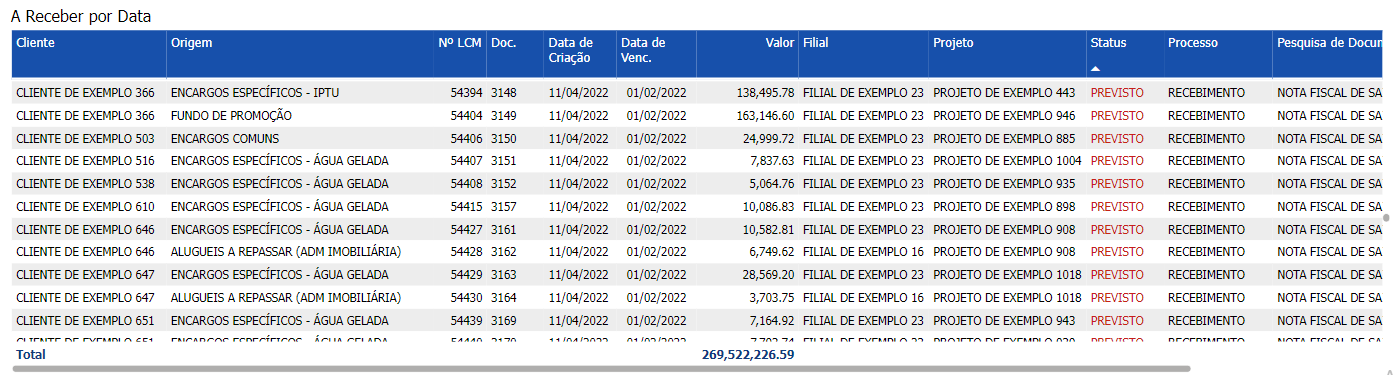 A Receber por Data
Cliente Origem Nº LCM Doc. Data de Criação Data de Venc. Valor Filial Projeto Status Processo Pesquisa de Docum
CLIENTE DE EXEMPLO 366 ENCARGOS ESPECÍFICOS - IPTU 54394 3148 11/04/2022 01/02/2022 138,495.78 FILIAL DE EXEMPLO 23 PROJETO DE EXEMPLO 443 PREVISTO RECEBIMENTO NOTA FISCAL DE SA
CLIENTE DE EXEMPLO 366 FUNDO DE PROMOÇÃO 54404 3149 11/04/2022 01/02/2022 163,146.60 FILIAL DE EXEMPLO 23 PROJETO DE EXEMPLO 946 PREVISTO RECEBIMENTO NOTA FISCAL DE SA
CLIENTE DE EXEMPLO 503 ENCARGOS COMUNS 54406 3150 11/04/2022 01/02/2022 24,999.72 FILIAL DE EXEMPLO 23 PROJETO DE EXEMPLO 885 PREVISTO RECEBIMENTO NOTA FISCAL DE SA
CLIENTE DE EXEMPLO 516 ENCARGOS ESPECÍFICOS - ÁGUA GELADA 54407 3151 11/04/2022 01/02/2022 7,837.63 FILIAL DE EXEMPLO 23 PROJETO DE EXEMPLO 1004 PREVISTO RECEBIMENTO NOTA FISCAL DE SA
CLIENTE DE EXEMPLO 538 ENCARGOS ESPECÍFICOS - ÁGUA GELADA 54408 3152 11/04/2022 01/02/2022 5,064.76 FILIAL DE EXEMPLO 23 PROJETO DE EXEMPLO 935 PREVISTO RECEBIMENTO NOTA FISCAL DE SA
CLIENTE DE EXEMPLO 610 ENCARGOS ESPECÍFICOS - ÁGUA GELADA 54415 3157 11/04/2022 01/02/2022 10,086.83 FILIAL DE EXEMPLO 23 PROJETO DE EXEMPLO 898 PREVISTO RECEBIMENTO NOTA FISCAL DE SA
CLIENTE DE EXEMPLO 646 ENCARGOS ESPECÍFICOS - ÁGUA GELADA 54427 3161 11/04/2022 01/02/2022 10,582.81 FILIAL DE EXEMPLO 23 PROJETO DE EXEMPLO 908 PREVISTO RECEBIMENTO NOTA FISCAL DE SA
CLIENTE DE EXEMPLO 646 ALUGUEIS A REPASSAR (ADM IMOBILIÁRIA) 54428 3162 11/04/2022 01/02/2022 6,749.62 FILIAL DE EXEMPLO 16 PROJETO DE EXEMPLO 908 PREVISTO RECEBIMENTO NOTA FISCAL DE SA
CLIENTE DE EXEMPLO 647 ENCARGOS ESPECÍFICOS - ÁGUA GELADA 54429 3163 11/04/2022 01/02/2022 28,569.20 FILIAL DE EXEMPLO 23 PROJETO DE EXEMPLO 1018 PREVISTO RECEBIMENTO NOTA FISCAL DE SA
CLIENTE DE EXEMPLO 647 ALUGUEIS A REPASSAR (ADM IMOBILIÁRIA) 54430 3164 11/04/2022 01/02/2022 3,703.75 FILIAL DE EXEMPLO 16 PROJETO DE EXEMPLO 1018 PREVISTO RECEBIMENTO NOTA FISCAL DE SA
CLIENTE DE EXEMPLO 651 ENCARGOS ESPECÍFICOS - ÁGUA GELADA 54439 3169 11/04/2022 01/02/2022 7,164.92 FILIAL DE EXEMPLO 23 PROJETO DE EXEMPLO 943 PREVISTO RECEBIMENTO NOTA FISCAL DE SA
Total 269,522,226.59